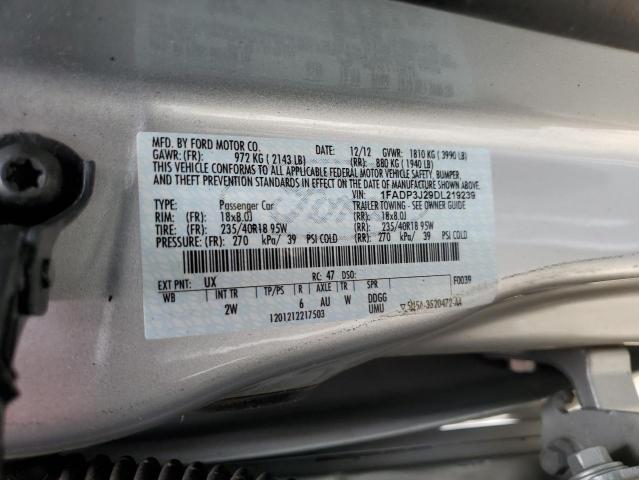 MFD. BY FORD MOTOR CO.
DATE: 12/12 GVWR: 1810 KG ( 3990 LB)
GAWR: (FR): 972 KG ( 2143 LB) (RR): 880 KG ( 1940 LB)
THIS VEHICLE CONFORMS TO ALL APPLICABLE FEDERAL MOTOR VEHICLE SAFETY, BUMPER,
AND THEFT PREVENTION STANDARDS IN EFFECT ON THE DATE OF MANUFACTURE SHOWN ABOVE.
VIN: 1FADP3J29DL219239
TYPE: Passenger Car TRAILER TOWING - SEE OWNER GUIDE
RIM: (FR) 18x8.0J (RR): 18x8.0J
TIRE: (FR) 235/40R18 95W (RR): 235/40R18 95W
PRESSURE: (FR) 270 kPa/ 39 PSI COLD (RR): 270 kPa/ 39 PSI COLD
EXT PNT: UX RC: 47 DSO: F0039
WB INT TR TP/PS R AXLE TR SPR
2W 6 AU W DDGG
UMU
1201212217503